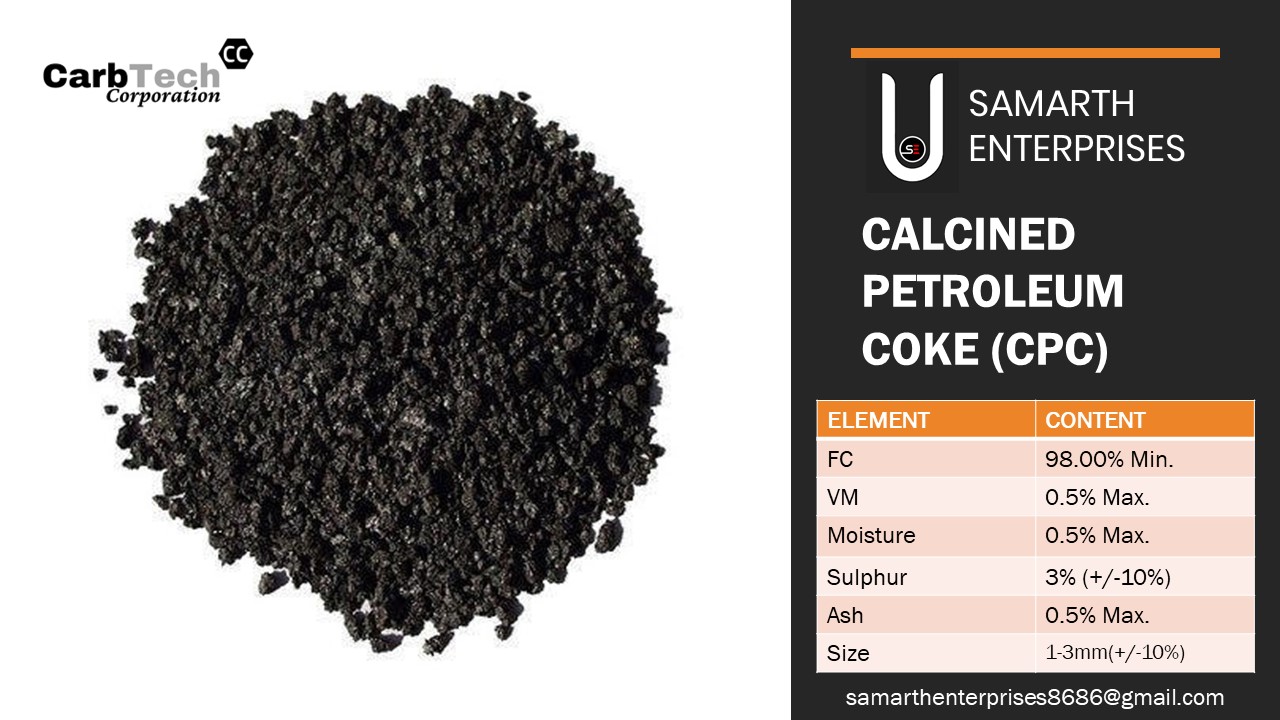 CC
CarbTech
Corporation
SE
SAMARTH
ENTERPRISES
CALCINED
PETROLEUM
COKE (CPC)
ELEMENT CONTENT
FC 98.00% Min.
VM 0.5% Max.
Moisture 0.5% Max.
Sulphur 3% (+/-10%)
Ash 0.5% Max.
Size 1-3mm(+/-10%)
samarthenterprises8686@gmail.com